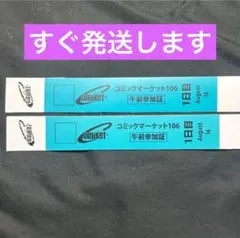 すぐ発送します
comiket
コミックマーケット106
午前参加証
1日目
August
16
comiket
コミックマーケット106
午前参加証
1日目
August
16